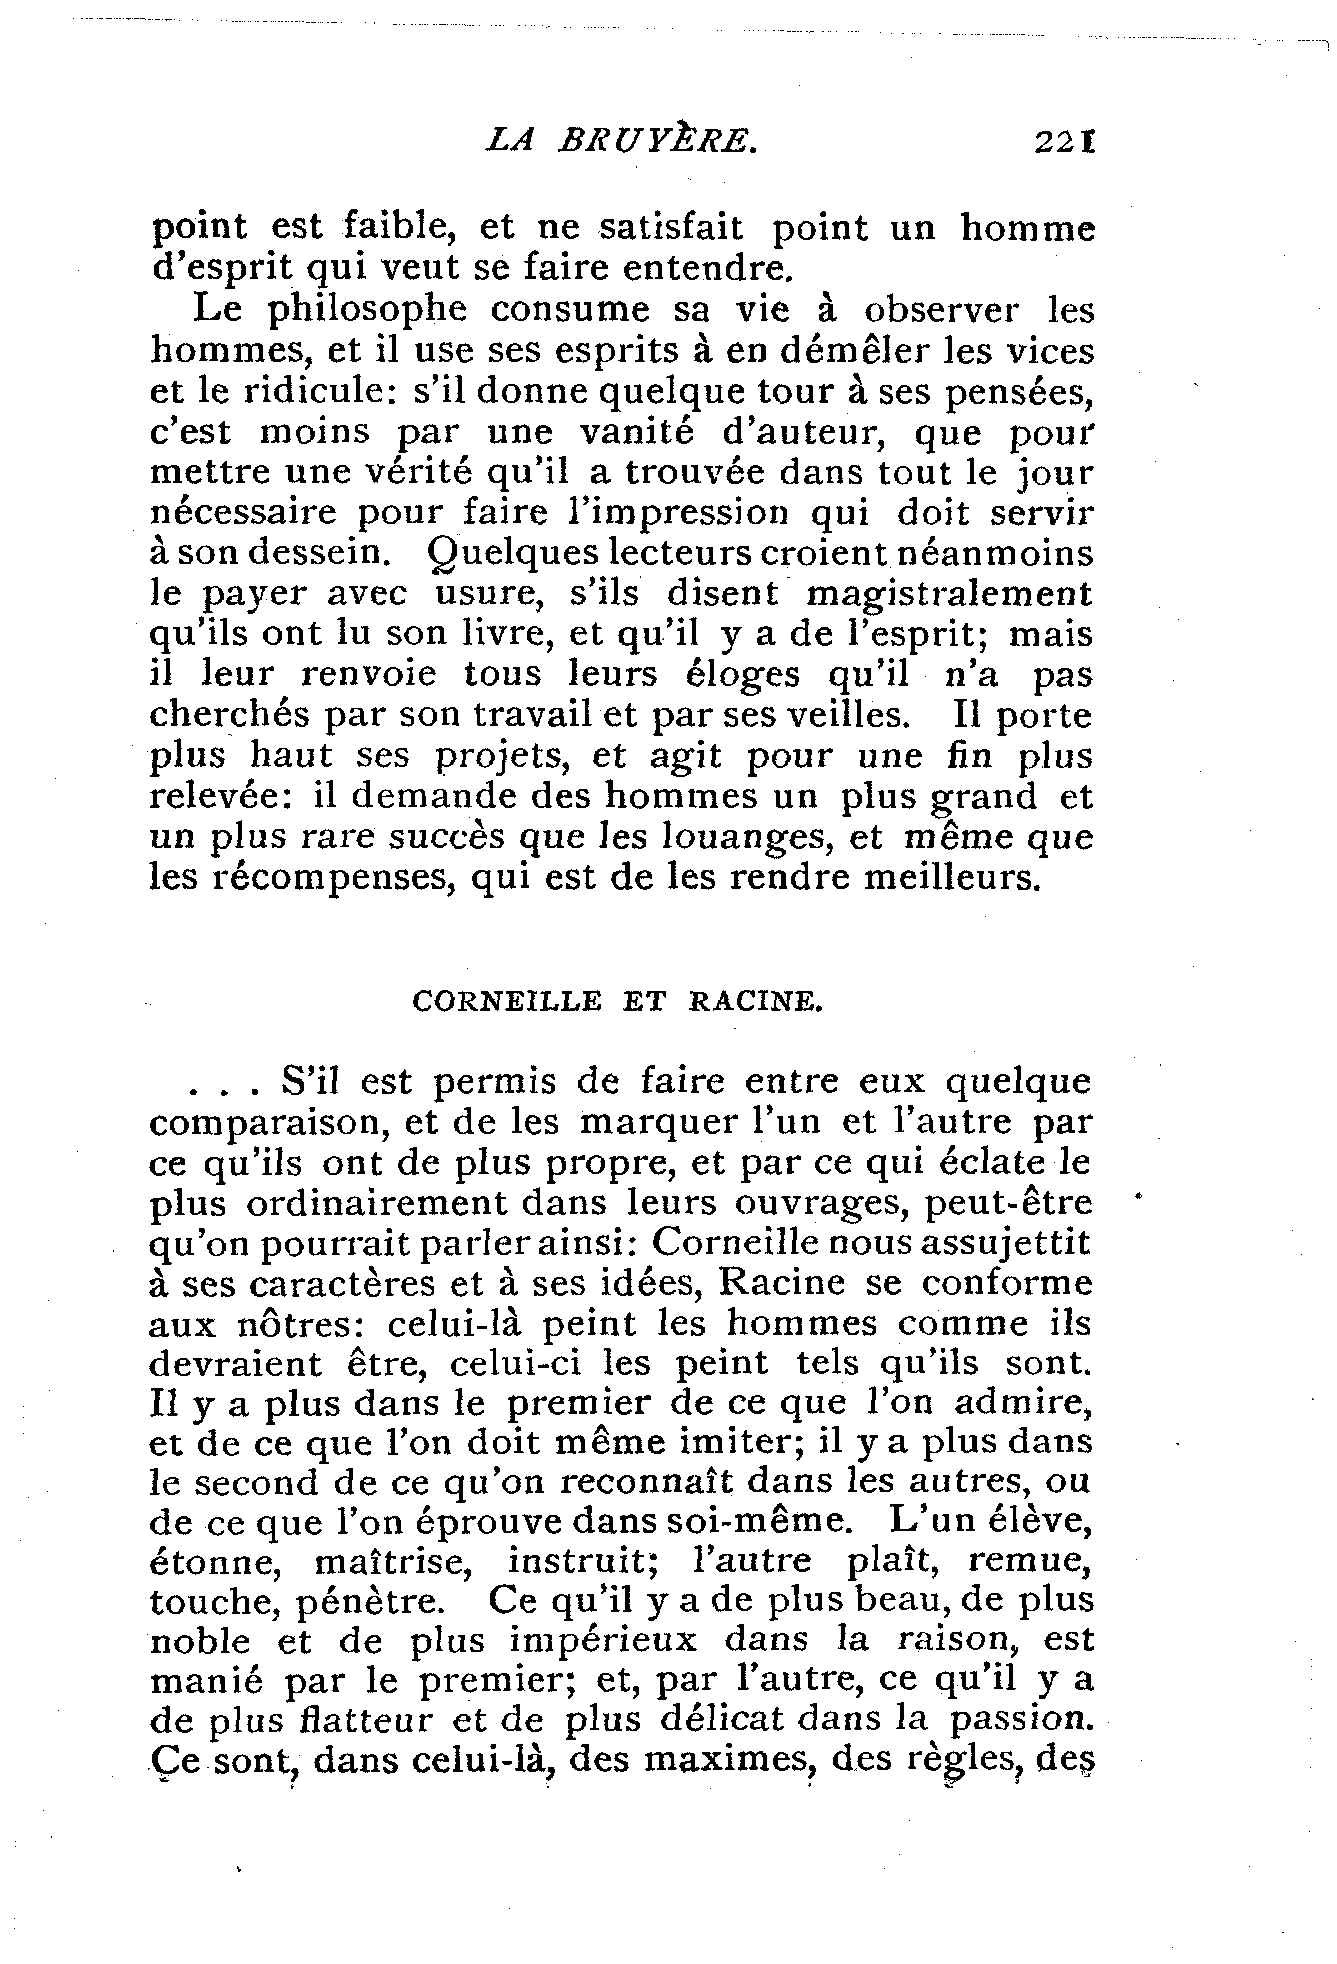 LA BRUYÈRE. 221
point est faible, et ne satisfait point un homme
d'esprit qui veut se faire entendre.
Le philosophe consume sa vie à observer les
hommes, et il use ses esprits à en démêler les vices
et le ridicule: s'il donne quelque tour à ses pensées,
c'est moins par une vanité d'auteur, que pour
mettre une vérité qu'il a trouvée dans tout le jour
nécessaire pour faire l'impression qui doit servir
à son dessein. Quelques lecteurs croient néanmoins
le payer avec usure, s'ils disent magistralement
qu'ils ont lu son livre, et qu'il y a de l'esprit; mais
il leur renvoie tous leurs éloges qu'il n'a pas
cherchés par son travail et par ses veilles. Il porte
plus haut ses projets, et agit pour une fin plus
relevée: il demande des hommes un plus grand et
un plus rare succès que les louanges, et même que
les récompenses, qui est de les rendre meilleurs.
CORNEILLE ET RACINE.
. . . S'il est permis de faire entre eux quelque
comparaison, et de les marquer l'un et l'autre par
ce qu'ils ont de plus propre, et par ce qui éclate le
plus ordinairement dans leurs ouvrages, peut-être
qu'on pourrait parler ainsi: Corneille nous assujettit
à ses caractères et à ses idées, Racine se conforme
aux nôtres: celui-là peint les hommes comme ils
devraient être, celui-ci les peint tels qu'ils sont.
Il y a plus dans le premier de ce que l'on admire,
et de ce que l'on doit même imiter; il y a plus dans
le second de ce qu'on reconnaît dans les autres, ou
de ce que l'on éprouve dans soi-même. L'un élève,
étonne, maîtrise, instruit; l'autre plaît, remue,
touche, pénètre. Ce qu'il y a de plus beau, de plus
noble et de plus impérieux dans la raison, est
manié par le premier; et, par l'autre, ce qu'il y a
de plus flatteur et de plus délicat dans la passion.
Ce sont, dans celui-là, des maximes, des règles, des